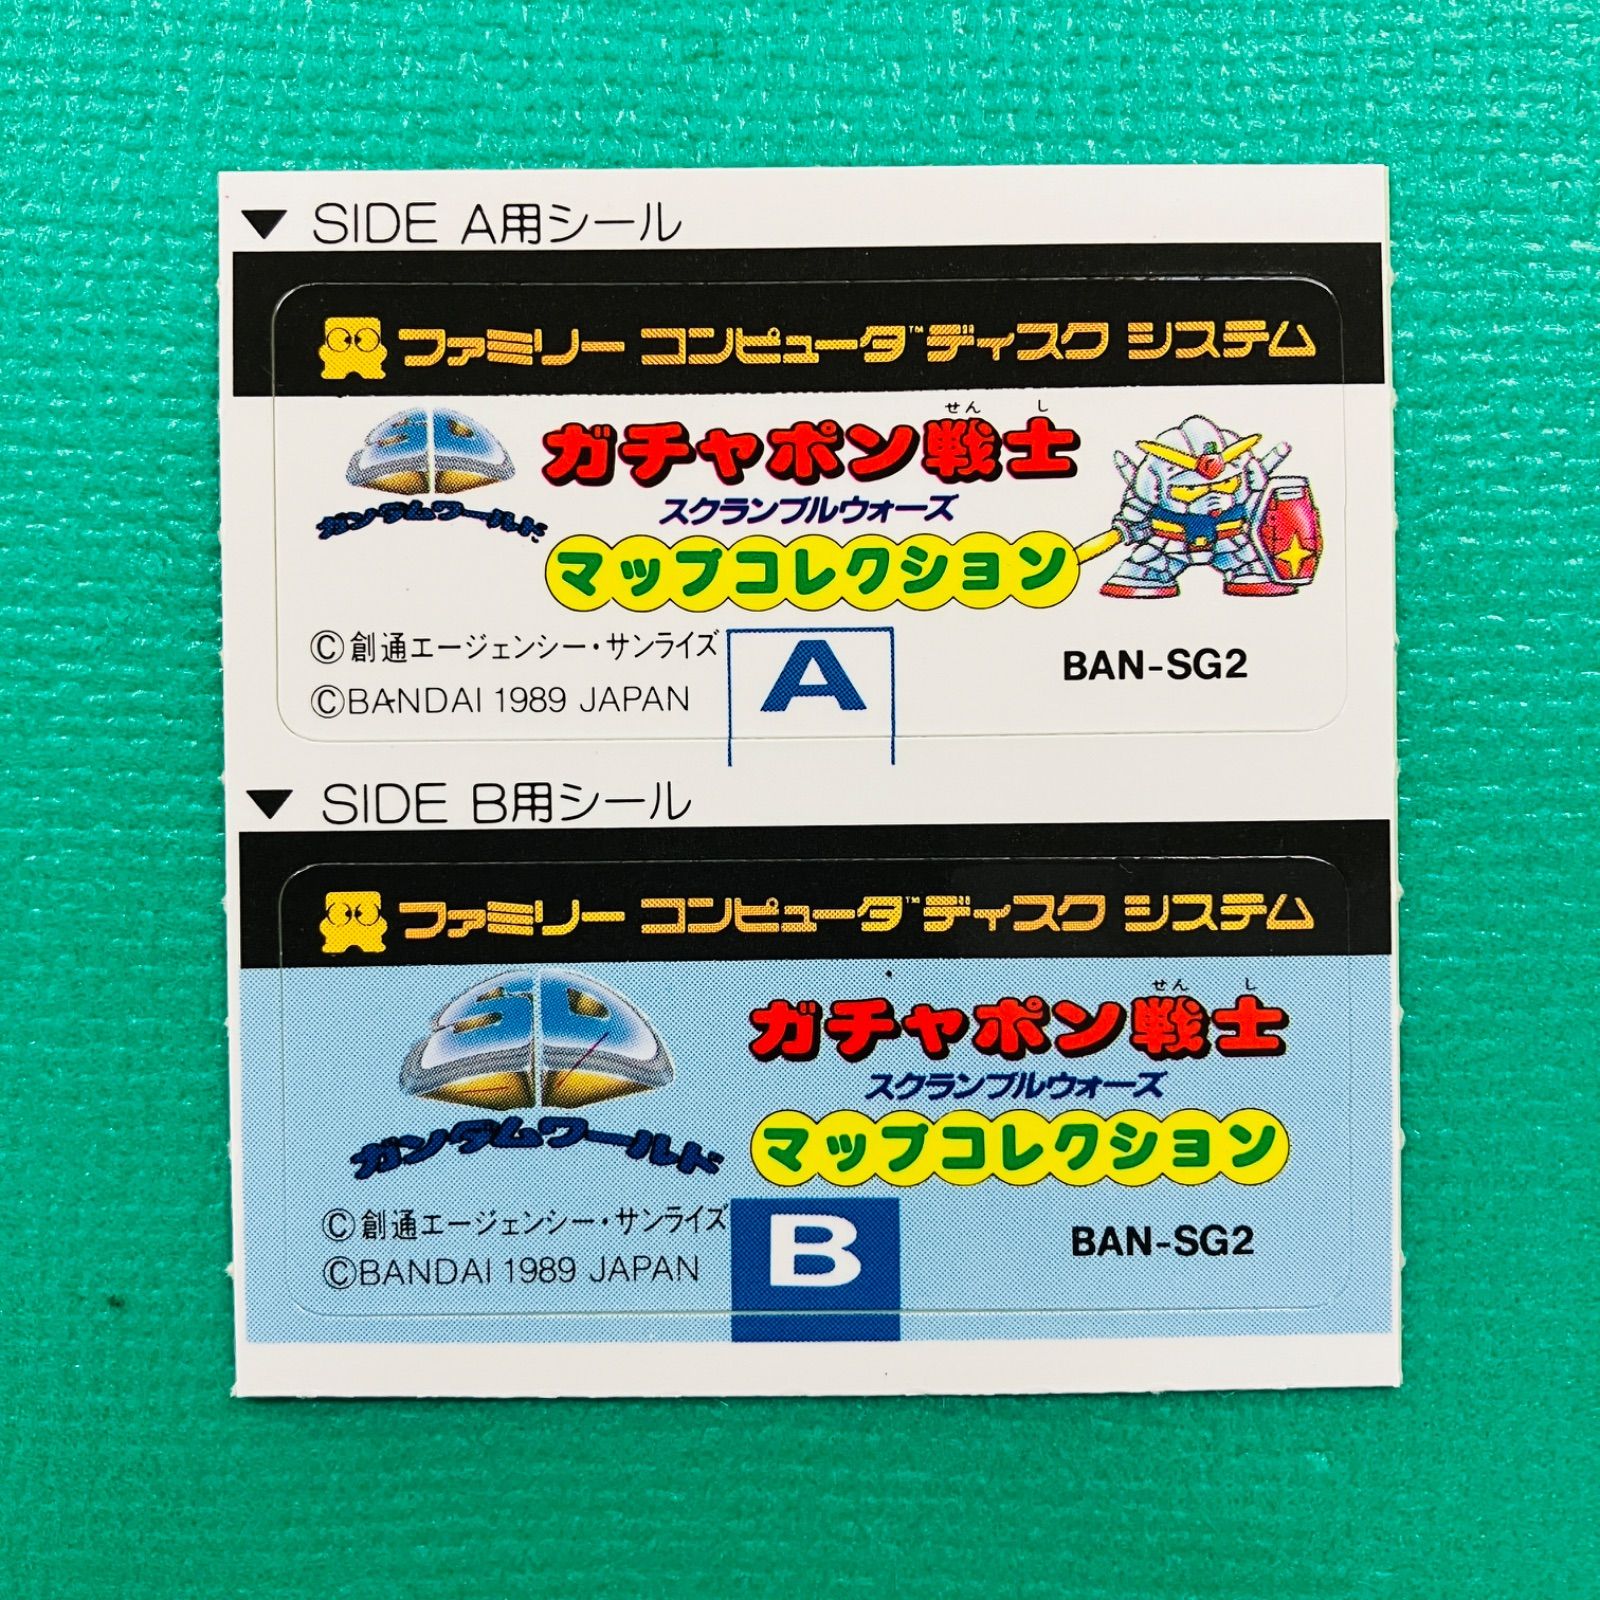 ▼ SIDE A用シール
ファミリー コンピュータ™ ディスク システム
SD
ガンダムワールド
せん し
ガチャポン戦士
スクランブルウォーズ
マップコレクション
©創通エージェンシー・サンライズ
©BANDAI 1989 JAPAN
A
BAN-SG2
▼ SIDE B用シール
ファミリー コンピュータ™ ディスク システム
SD
ガンダムワールド
せん し
ガチャポン戦士
スクランブルウォーズ
マップコレクション
©創通エージェンシー・サンライズ
©BANDAI 1989 JAPAN
B
BAN-SG2